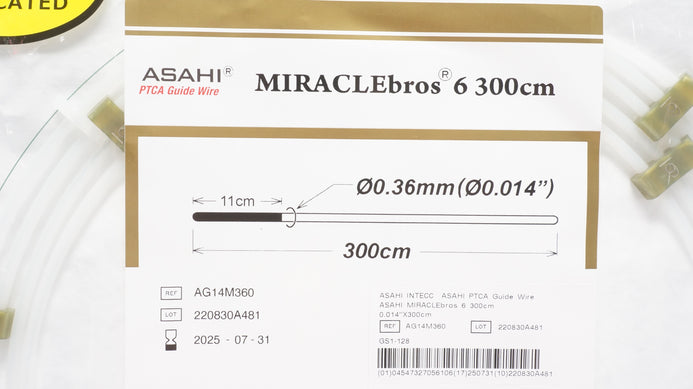 CATED
ASAHI® MIRACLEbros® 6 300cm
PTCA Guide Wire
11cm
Ø0.36mm(Ø0.014”)
300cm
REF AG14M360
LOT 220830A481
2025 - 07 - 31
ASAHI INTECC ASAHI PTCA Guide Wire
ASAHI MIRACLEbros 6 300cm
0.014"X300cm
REF AG14M360 LOT 220830A481
GS1-128
(01)04547327056106(17)250731(10)220830A481